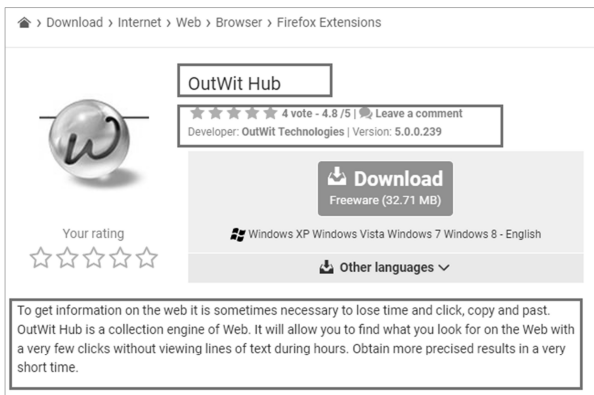 > Download > Internet > Web > Browser > Firefox Extensions
OutWit Hub
4 vote - 4.8 /5 | Leave a comment
Developer: OutWit Technologies | Version: 5.0.0.239
W
Download
Freeware (32.71 MB)
Your rating
Windows XP Windows Vista Windows 7 Windows 8 - English
Other languages
To get information on the web it is sometimes necessary to lose time and click, copy and past.
OutWit Hub is a collection engine of Web. It will allow you to find what you look for on the Web with
a very few clicks without viewing lines of text during hours. Obtain more precised results in a very
short time.